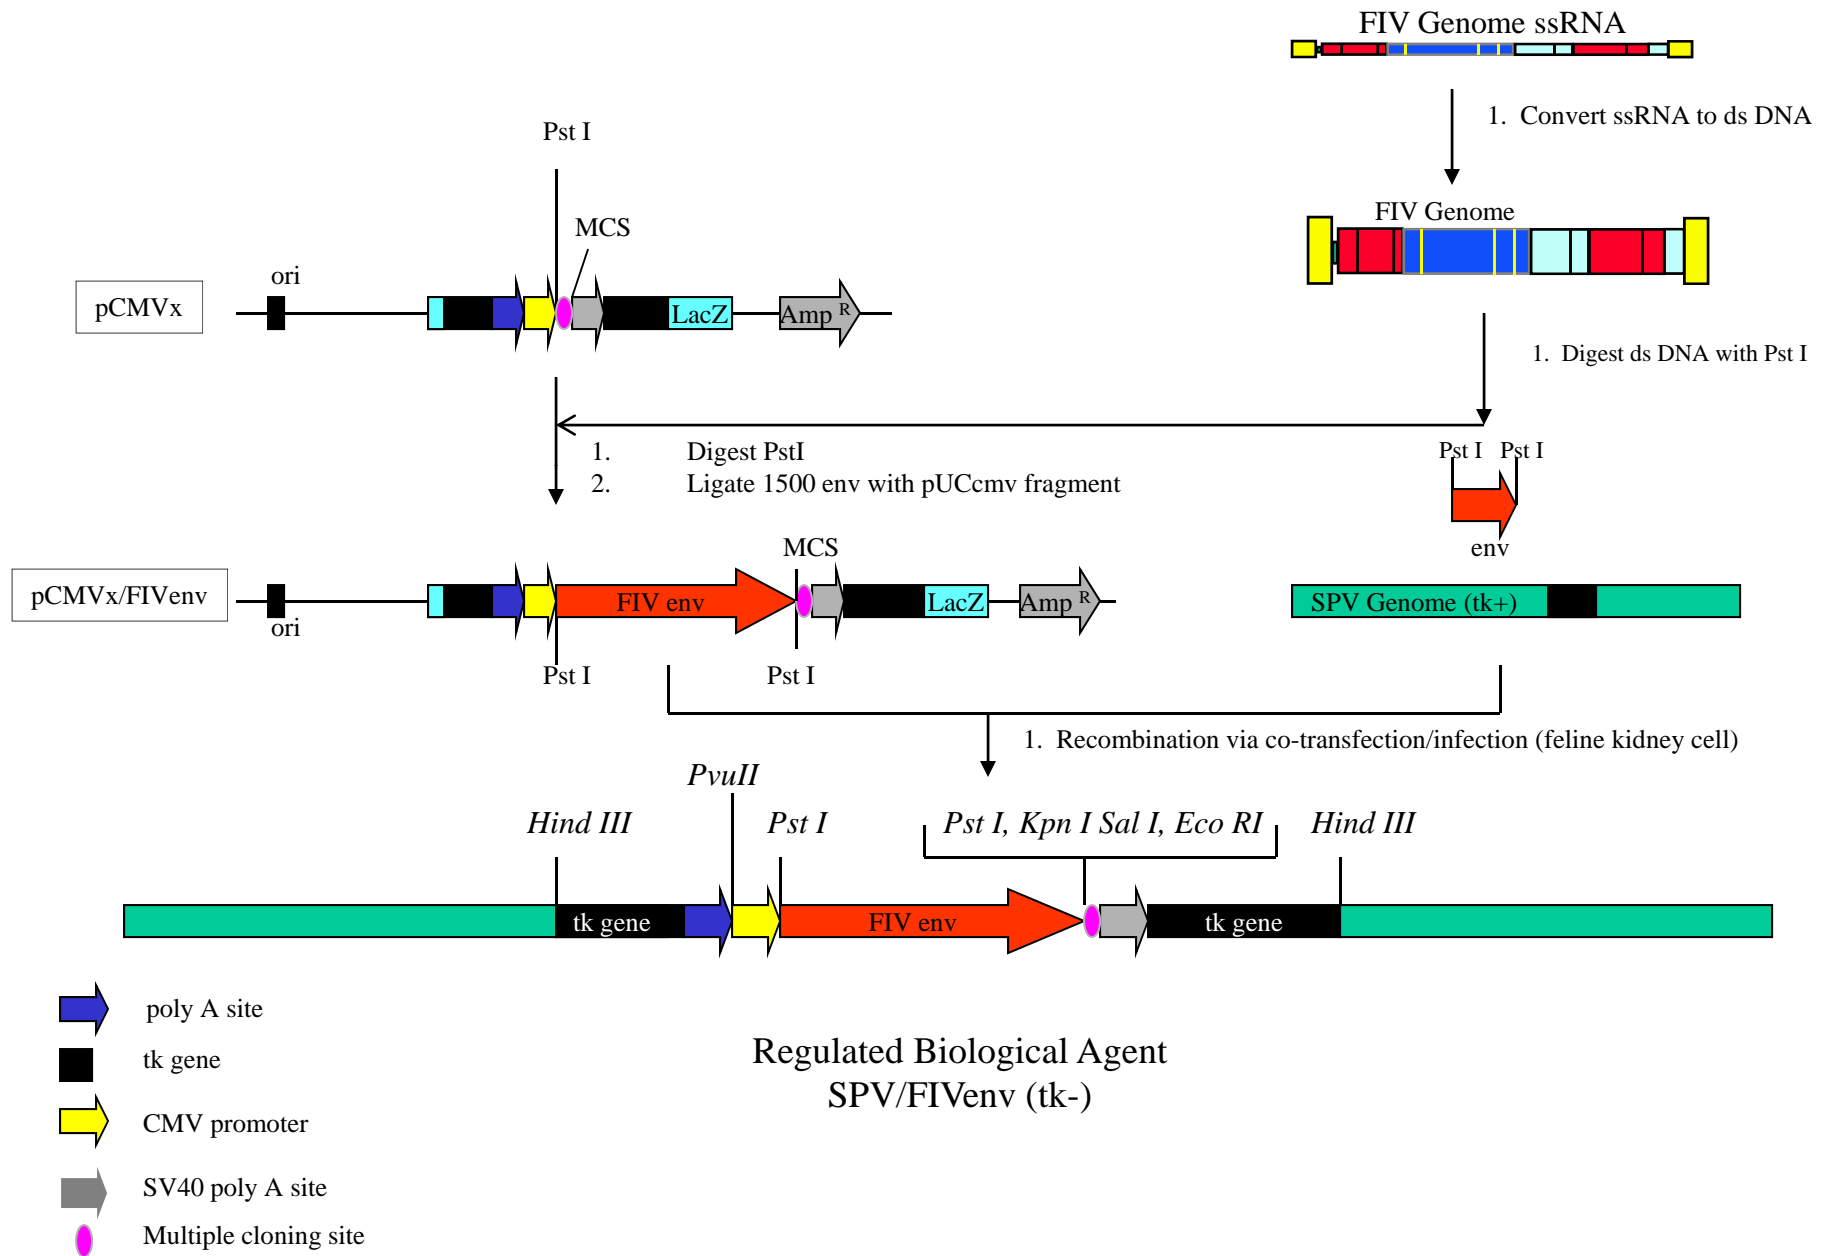 FIV Genome ssRNA
1. Convert ssRNA to ds DNA
Pst I
MCS
FIV Genome
ori
pCMVx
LacZ
Amp R
1. Digest ds DNA with Pst I
1. Digest PstI
2. Ligate 1500 env with pUCcmv fragment
Pst I Pst I
env
MCS
pCMVx/FIVenv
FIV env
LacZ
Amp R
SPV Genome (tk+)
ori
Pst I
Pst I
1. Recombination via co-transfection/infection (feline kidney cell)
PvuII
Hind III
Pst I
Pst I, Kpn I Sal I, Eco RI
Hind III
tk gene
FIV env
tk gene
poly A site
tk gene
CMV promoter
SV40 poly A site
Multiple cloning site
Regulated Biological Agent
SPV/FIVenv (tk-)